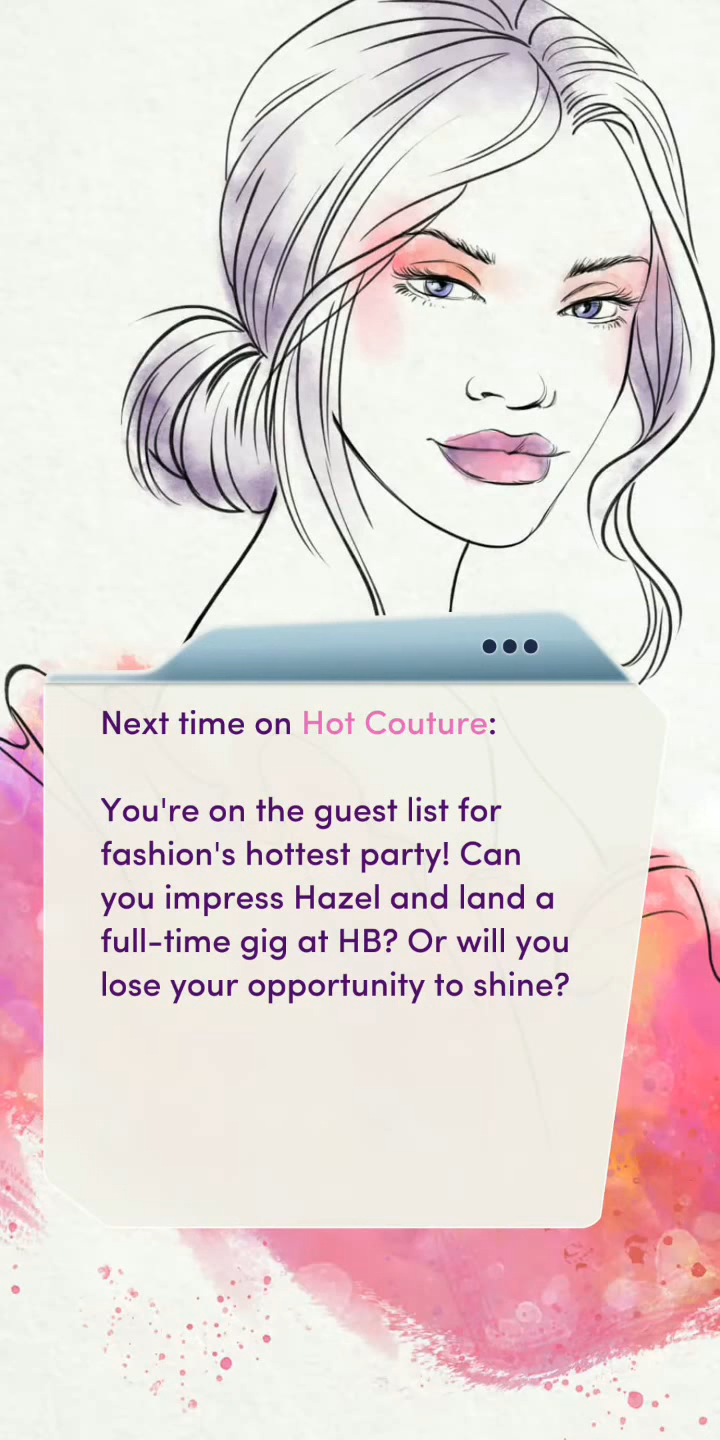 Next time on Hot Couture:
You're on the guest list for
fashion's hottest party! Can
you impress Hazel and land a
full-time gig at HB? Or will you
lose your opportunity to shine?